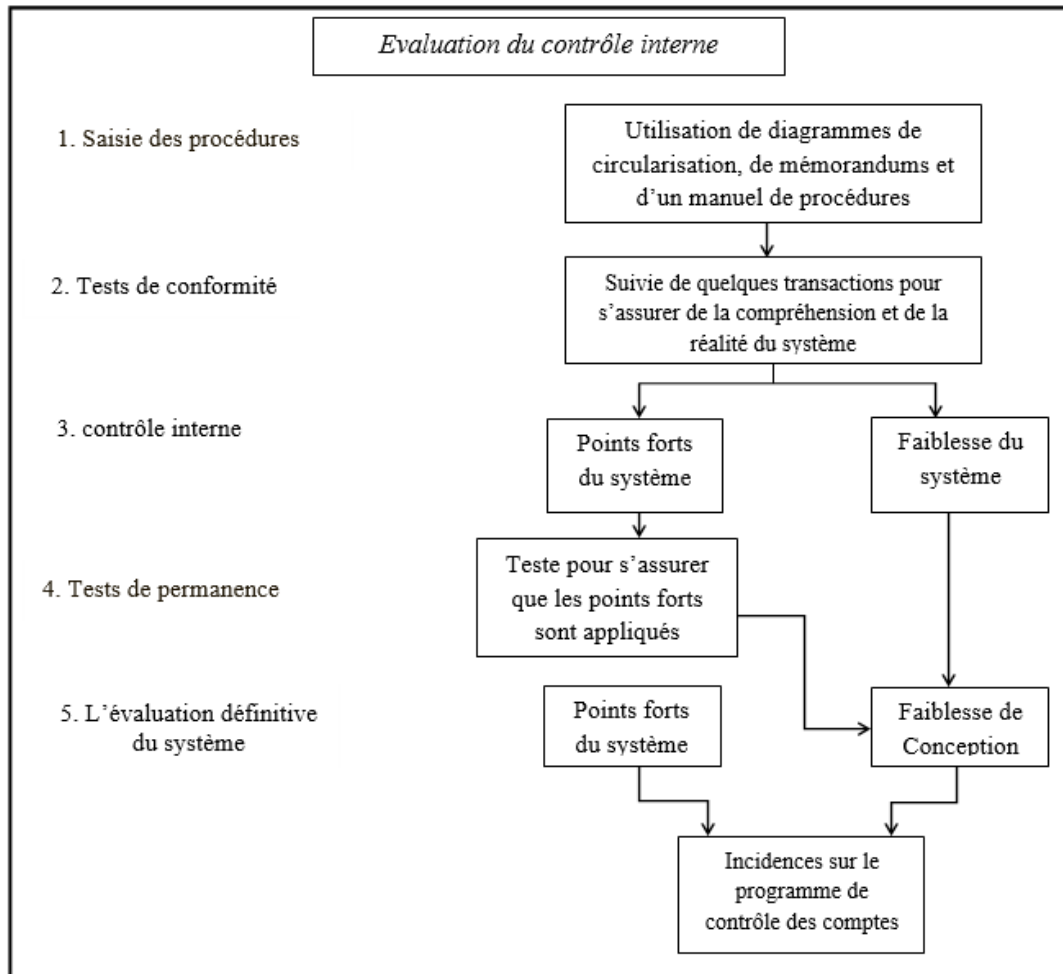 Evaluation du contrôle interne
1. Saisie des procédures
Utilisation de diagrammes de
circularisation, de mémorandums et
d’un manuel de procédures
2. Tests de conformité
Suivie de quelques transactions pour
s’assurer de la compréhension et de la
réalité du système
3. contrôle interne
Points forts
du système
Faiblesse du
système
4. Tests de permanence
Teste pour s’assurer
que les points forts
sont appliqués
5. L’évaluation définitive
du système
Points forts
du système
Faiblesse de
Conception
Incidences sur le
programme de
contrôle des comptes